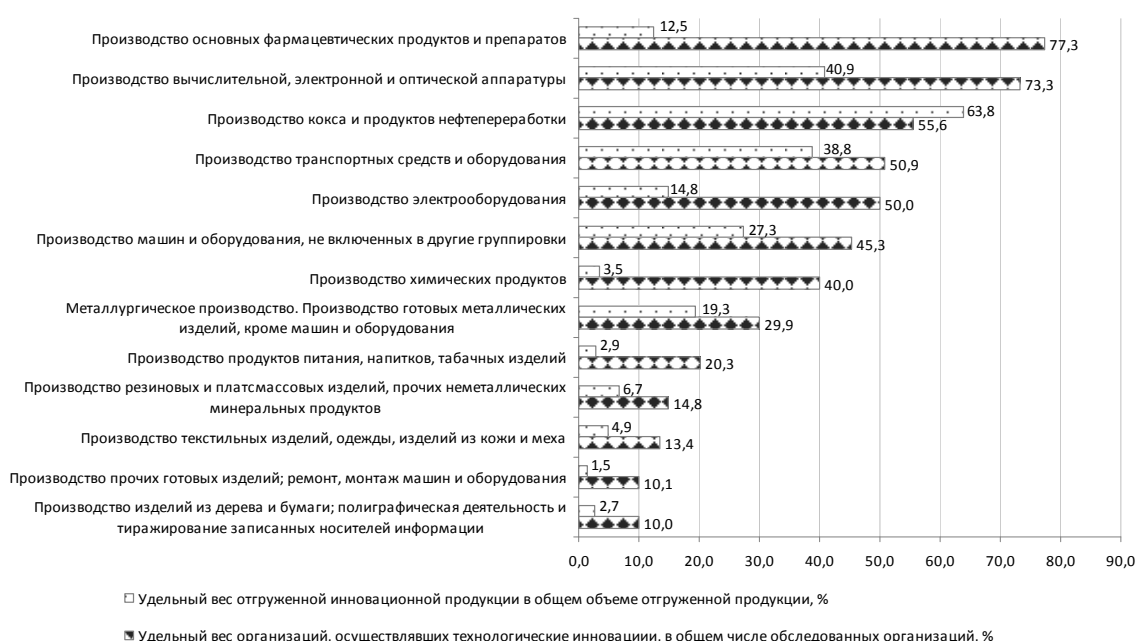 Производство основных фармацевтических продуктов и препаратов
12,5
77,3
Производство вычислительной, электронной и оптической аппаратуры
40,9
73,3
Производство кокса и продуктов нефтепереработки
63,8
55,6
Производство транспортных средств и оборудования
38,8
50,9
Производство электрооборудования
14,8
50,0
Производство машин и оборудования, не включенных в другие группировки
27,3
45,3
Производство химических продуктов
3,5
40,0
Металлургическое производство. Производство готовых металлических
изделий, кроме машин и оборудования
19,3
29,9
Производство продуктов питания, напитков, табачных изделий
2,9
20,3
Производство резиновых и платсмассовых изделий, прочих неметаллических
минеральных продуктов
6,7
14,8
Производство текстильных изделий, одежды, изделий из кожи и меха
4,9
13,4
Производство прочих готовых изделий; ремонт, монтаж машин и оборудования
1,5
10,1
Производство изделий из дерева и бумаги; полиграфическая деятельность и
тиражирование записанных носителей информации
2,7
10,0
0,0 10,0 20,0 30,0 40,0 50,0 60,0 70,0 80,0 90,0
Удельный вес отгруженной инновационной продукции в общем объеме отгруженной продукции, %
Удельный вес организаций, осуществлявших технологические инновации, в общем числе обследованных организаций, %